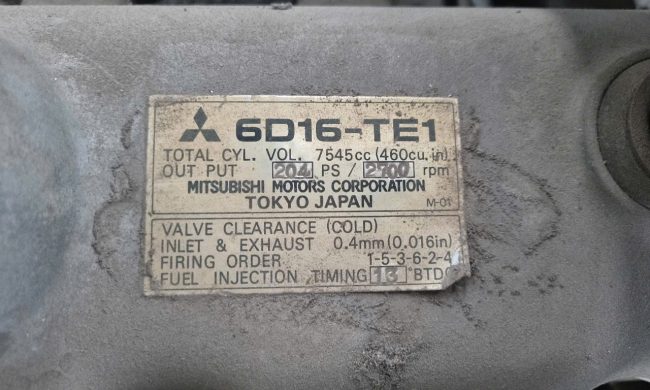 6D16-TE1
TOTAL CYL. VOL. 7545cc (460cu. in)
OUT PUT 204 PS / 2700 rpm
MITSUBISHI MOTORS CORPORATION
TOKYO JAPAN M-01
VALVE CLEARANCE (COLD)
INLET & EXHAUST 0.4mm (0.016in)
FIRING ORDER 1-5-3-6-2-4
FUEL INJECTION TIMING 13 °BTDC